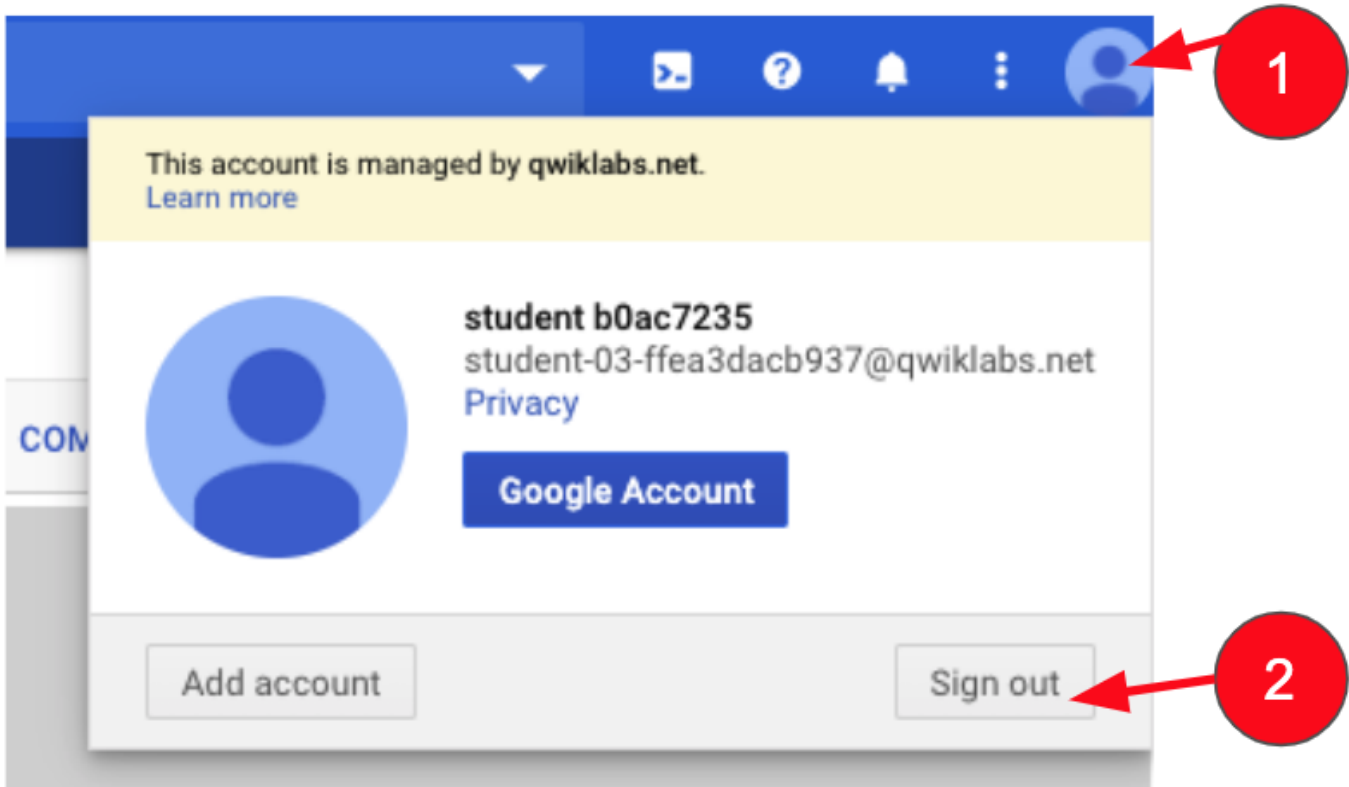 1
This account is managed by qwiklabs.net.
Learn more
student b0ac7235
student-03-ffea3dacb937@qwiklabs.net
Privacy
COM
Google Account
Add account
Sign out
2